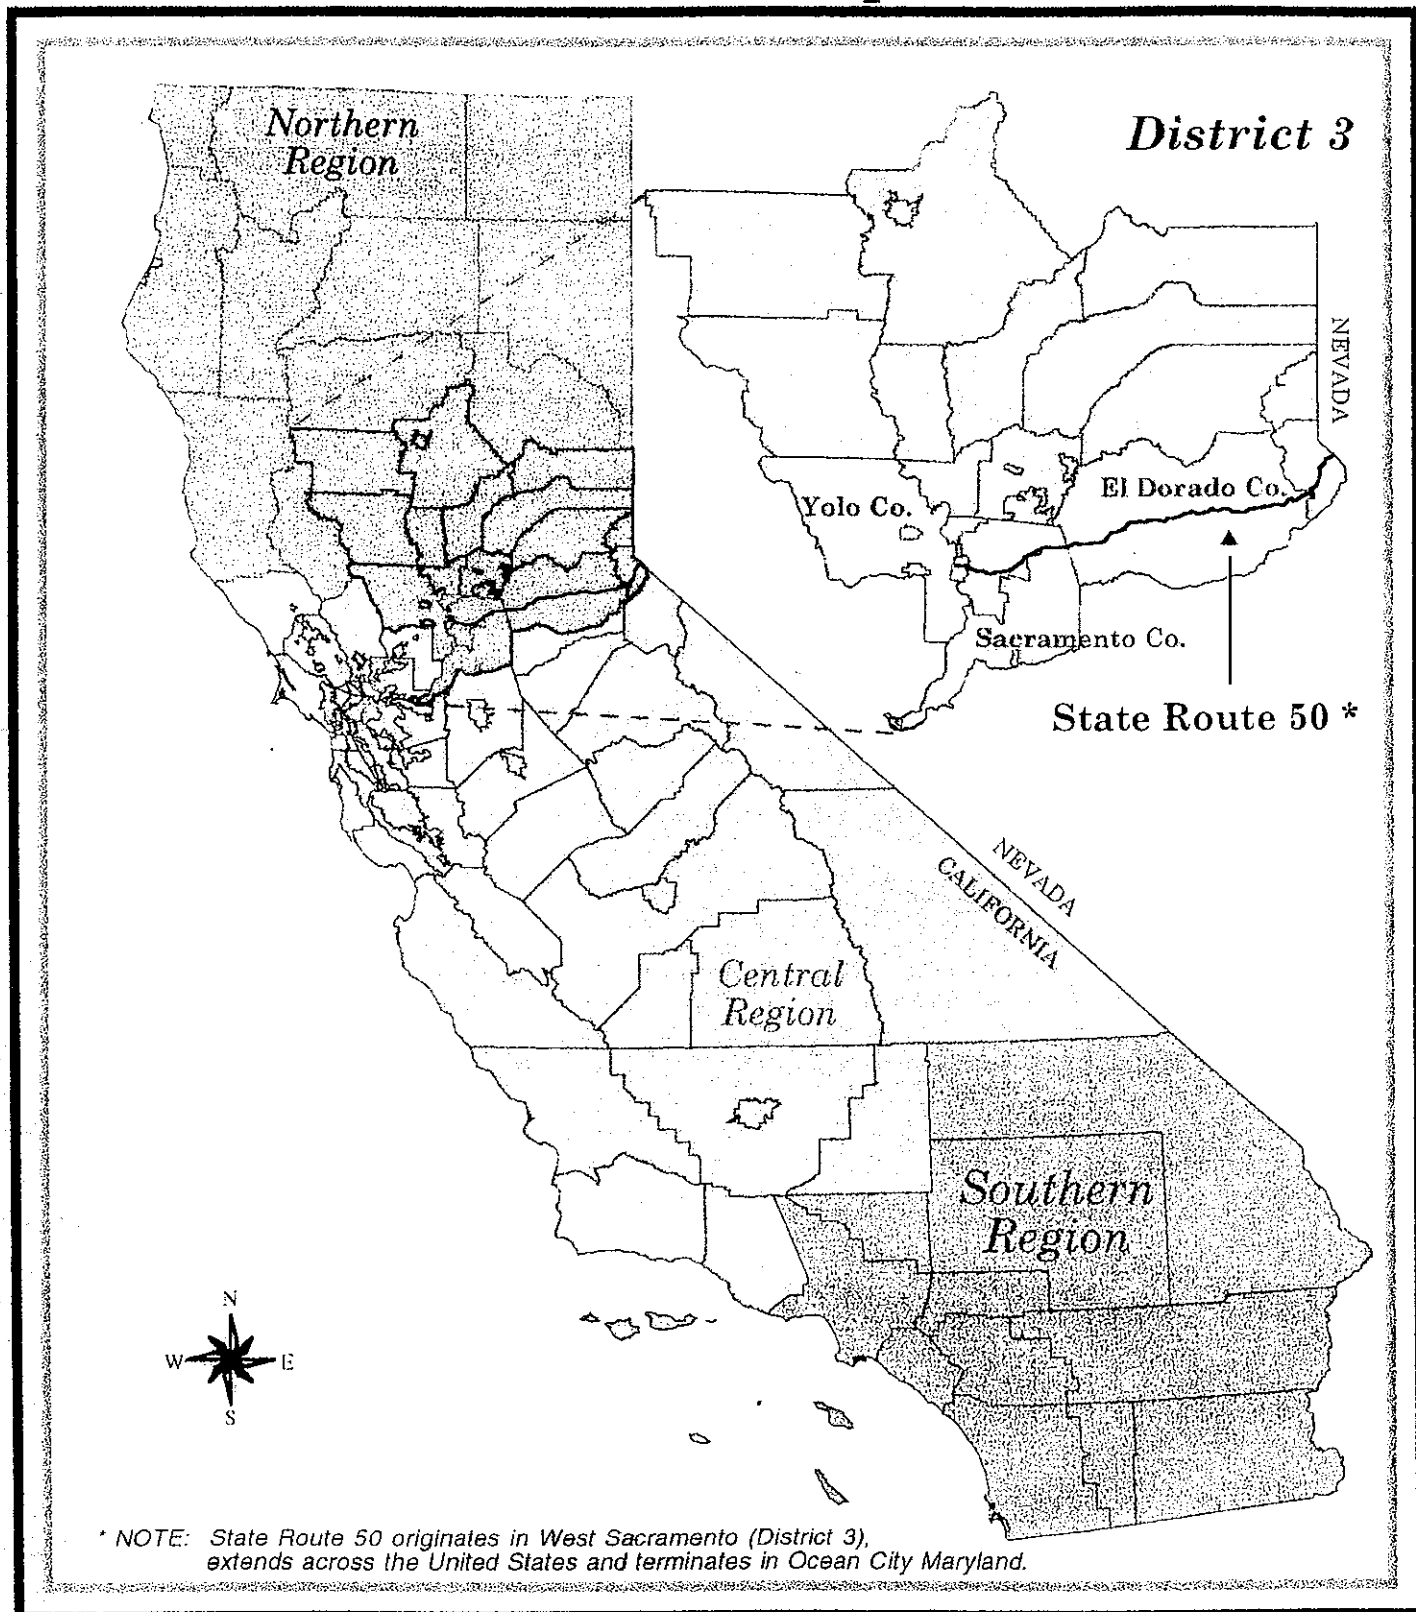 Northern
Region
District 3
NEVADA
Yolo Co.
El Dorado Co.
Sacramento Co.
State Route 50 *
NEVADA
CALIFORNIA
Central
Region
Southern
Region
N
W
E
S
* NOTE: State Route 50 originates in West Sacramento (District 3),
extends across the United States and terminates in Ocean City Maryland.